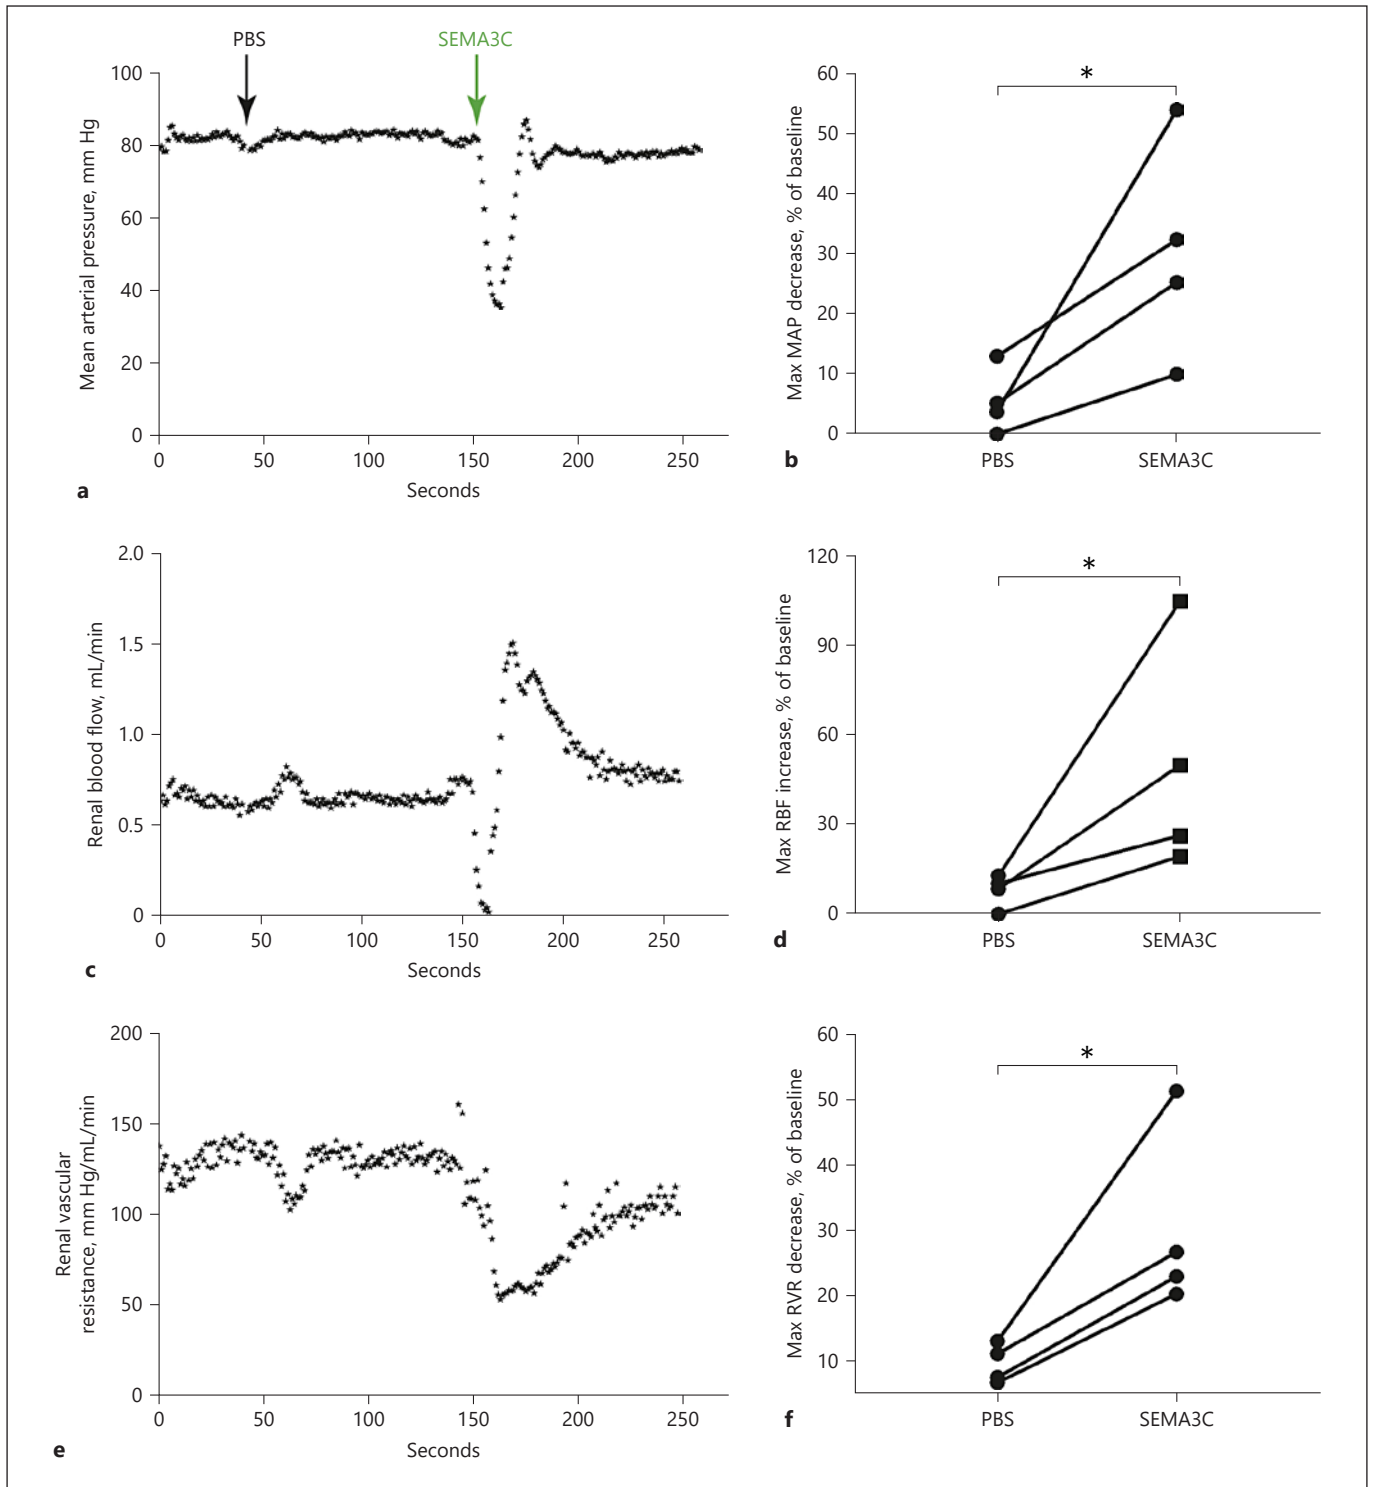 PBS
SEMA3C
100
80
60
40
20
0
Mean arterial pressure, mm Hg
0 50 100 150 200 250
Seconds
a
60
50
40
30
20
10
0
Max MAP decrease, % of baseline
*
PBS SEMA3C
b
2.0
1.5
1.0
0.5
0
Renal blood flow, mL/min
0 50 100 150 200 250
Seconds
c
120
90
60
30
0
Max RBF increase, % of baseline
*
PBS SEMA3C
d
200
150
100
50
0
Renal vascular
resistance, mm Hg/mL/min
0 50 100 150 200 250
Seconds
e
60
50
40
30
20
10
Max RVR decrease, % of baseline
*
PBS SEMA3C
f